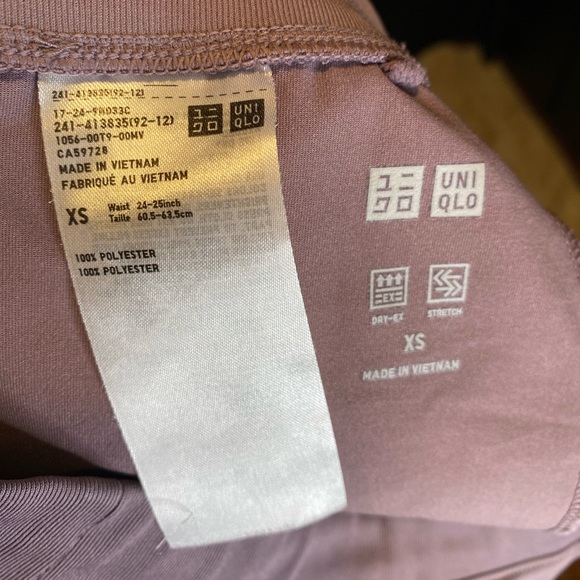 241-413835(92-12)
17-24-9H033C
241-413835(92-12)
ユニ
クロ
UNI
QLO
1056-00T9-00MV
CA59728
MADE IN VIETNAM
FABRIQUÉ AU VIETNAM
XS Waist 24-25inch
Taille 60.5-63.5cm
100% POLYESTER
100% POLYESTER
ユニ
クロ
UNI
QLO
EX
DRY-EX STRETCH
XS
MADE IN VIETNAM